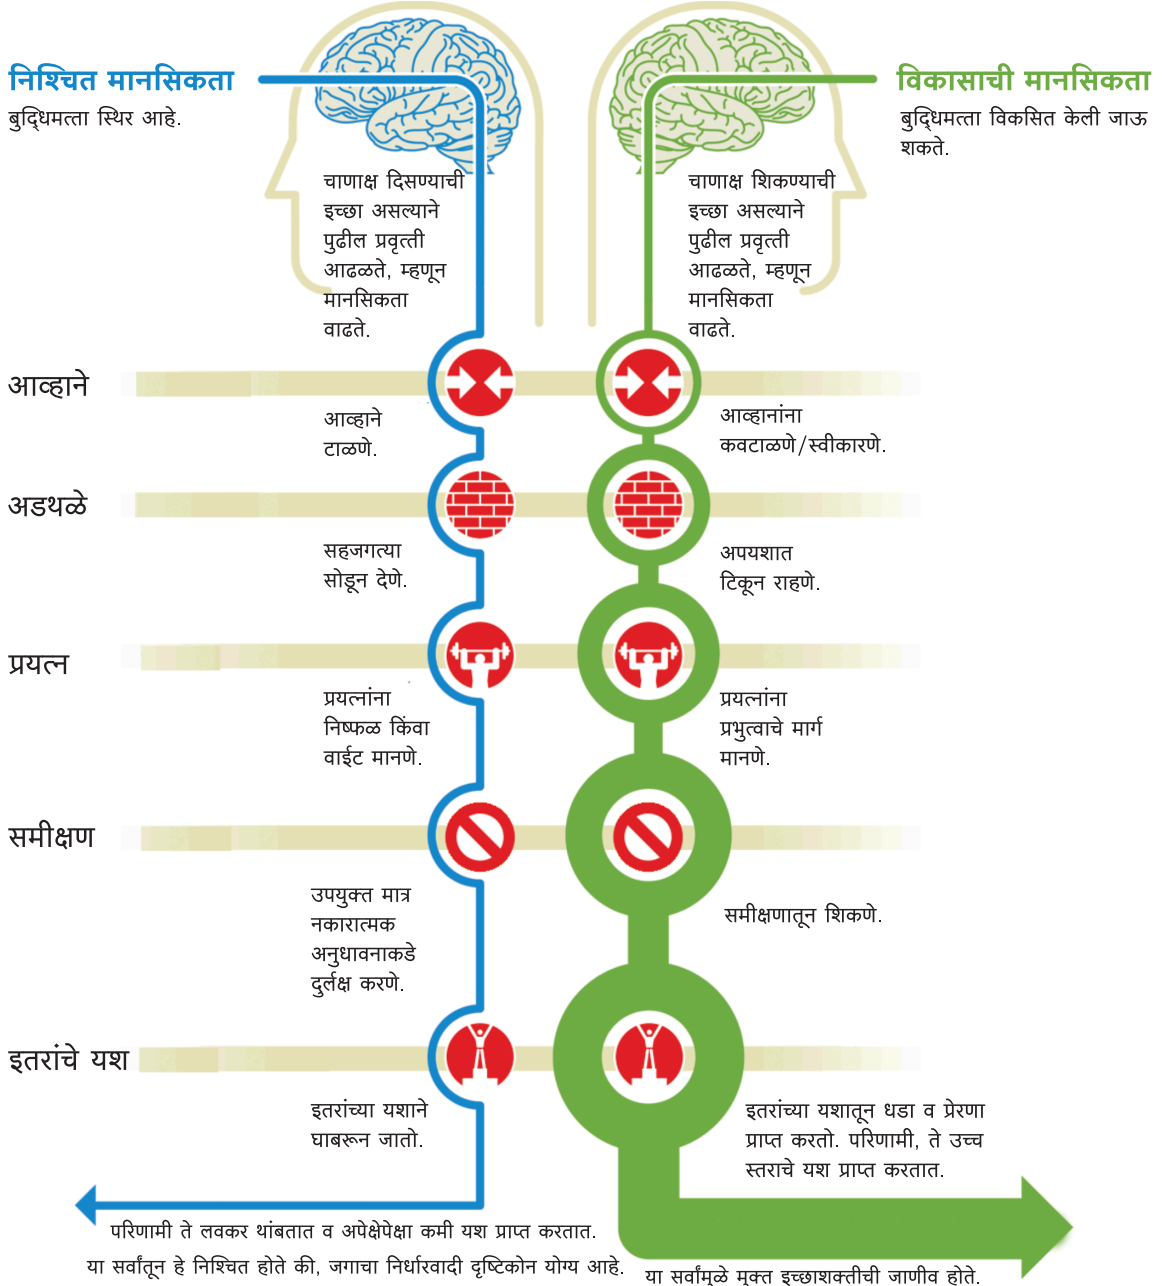 निश्चित मानसिकता
बुद्धिमत्ता स्थिर आहे.
विकासाची मानसिकता
बुद्धिमत्ता विकसित केली जाऊ
शकते.
चाणाक्ष दिसण्याची
इच्छा असल्याने
पुढील प्रवृत्ती
आढळते, म्हणून
मानसिकता
वाढते.
चाणाक्ष शिकण्याची
इच्छा असल्याने
पुढील प्रवृत्ती
आढळते, म्हणून
मानसिकता
वाढते.
आव्हाने
आव्हाने
टाळणे.
आव्हानांना
कवटाळणे/स्वीकारणे.
अडथळे
सहजगत्या
सोडून देणे.
अपयशात
टिकून राहणे.
प्रयत्न
प्रयत्नांना
निष्फळ किंवा
वाईट मानणे.
प्रयत्नांना
प्रभुत्वाचे मार्ग
मानणे.
समीक्षण
उपयुक्त मात्र
नकारात्मक
अनुधावनाकडे
दुर्लक्ष करणे.
समीक्षणातून शिकणे.
इतरांचे यश
इतरांच्या यशाने
घाबरून जातो.
इतरांच्या यशातून धडा व प्रेरणा
प्राप्त करतो. परिणामी, ते उच्च
स्तराचे यश प्राप्त करतात.
परिणामी ते लवकर थांबतात व अपेक्षेपेक्षा कमी यश प्राप्त करतात.
या सर्वांतून हे निश्चित होते की, जगाचा निर्धारवादी दृष्टिकोन योग्य आहे.
या सर्वांमुळे मुक्त इच्छाशक्तीची जाणीव होते.